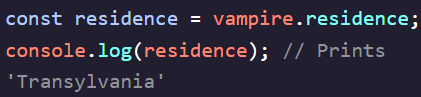 const residence = vampire.residence;
console.log(residence); // Prints
'Transylvania'